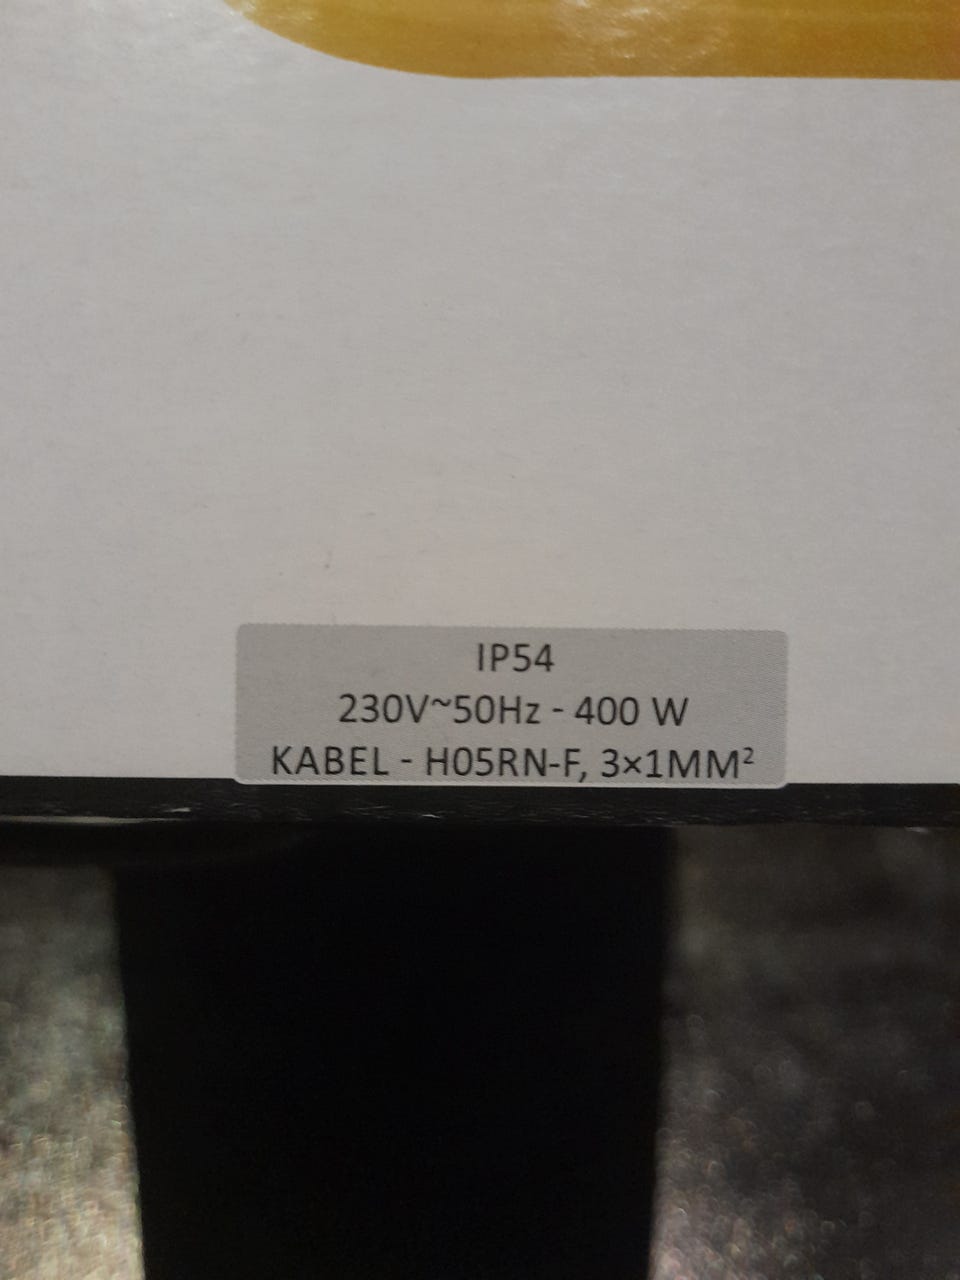 IP54
230V~50Hz - 400 W
KABEL - H05RN-F, 3×1MM²